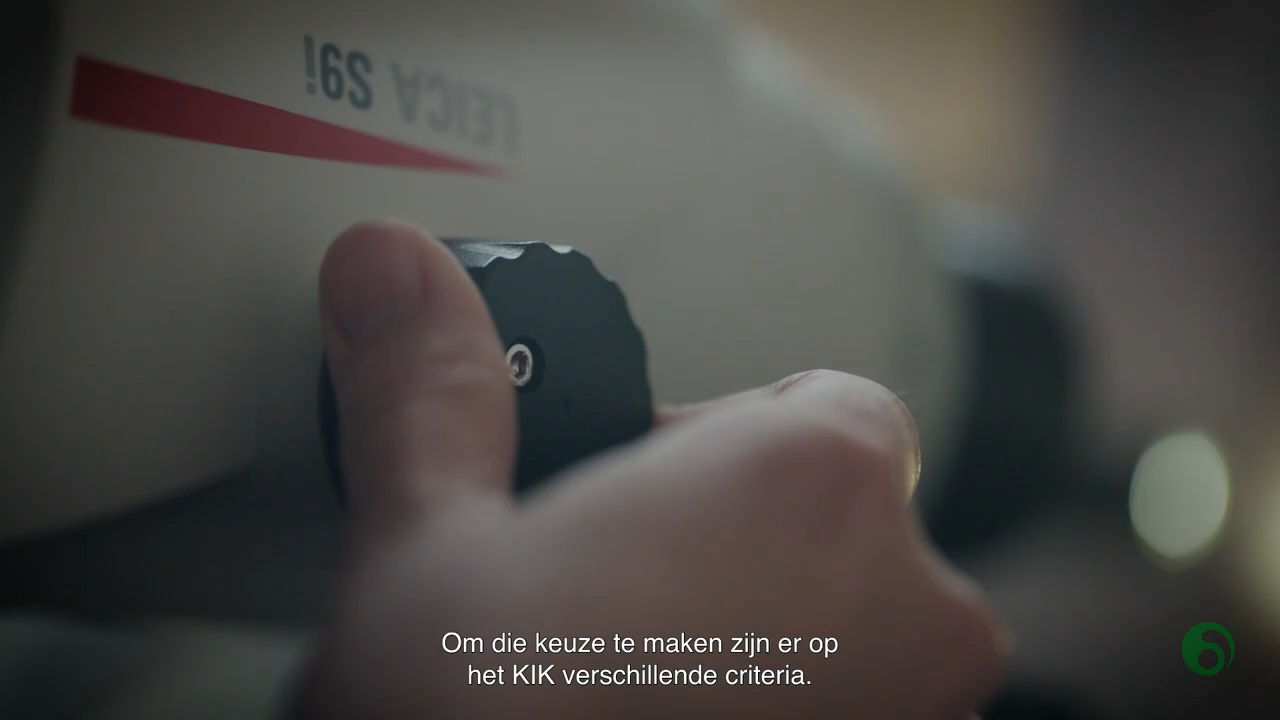 LEICA S9i
Om die keuze te maken zijn er op
het KIK verschillende criteria.